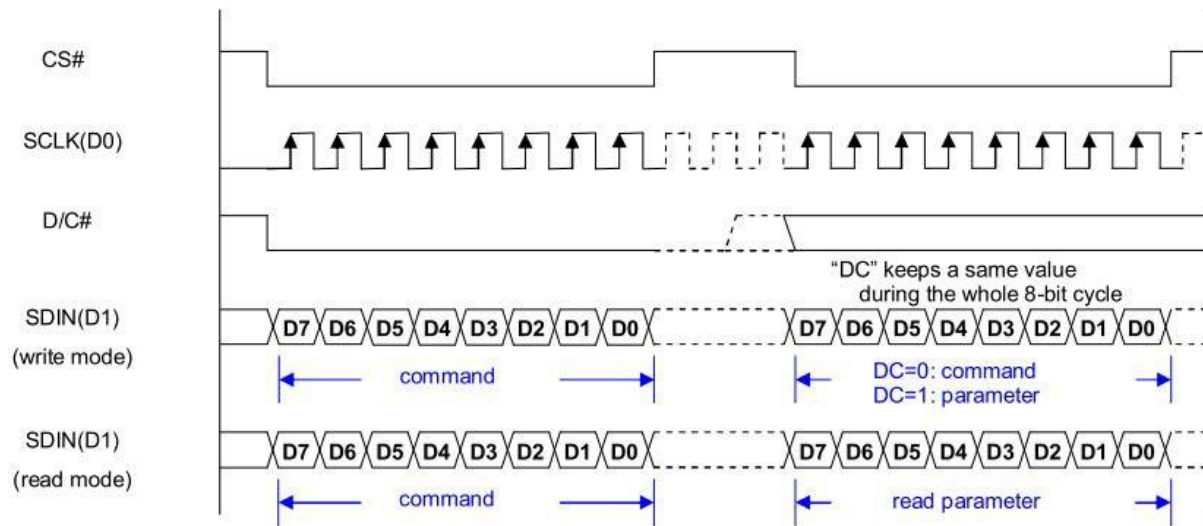 CS#
SCLK(D0)
D/C#
“DC” keeps a same value
during the whole 8-bit cycle
SDIN(D1)
(write mode)
D7 D6 D5 D4 D3 D2 D1 D0 D7 D6 D5 D4 D3 D2 D1 D0
command
DC=0: command
DC=1: parameter
SDIN(D1)
(read mode)
D7 D6 D5 D4 D3 D2 D1 D0 D7 D6 D5 D4 D3 D2 D1 D0
command read parameter